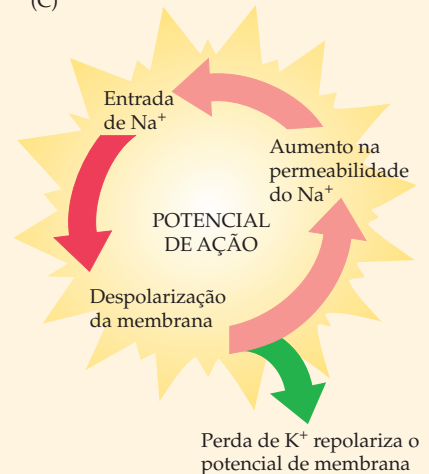 (C)
Entrada
de Na⁺
Aumento na
permeabilidade
do Na⁺
POTENCIAL
DE AÇÃO
Despolarização
da membrana
Perda de K⁺ repolariza o
potencial de membrana